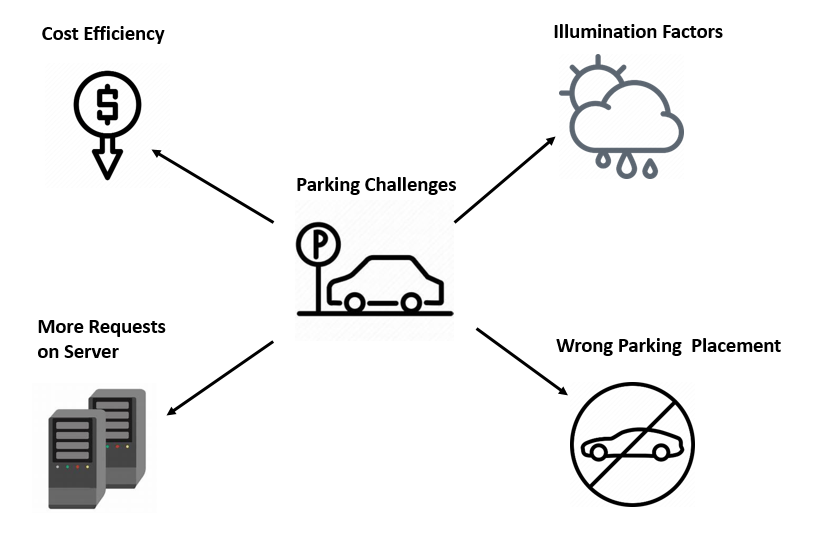 Cost Efficiency
Illumination Factors
$
Parking Challenges
P
More Requests
on Server
Wrong Parking Placement